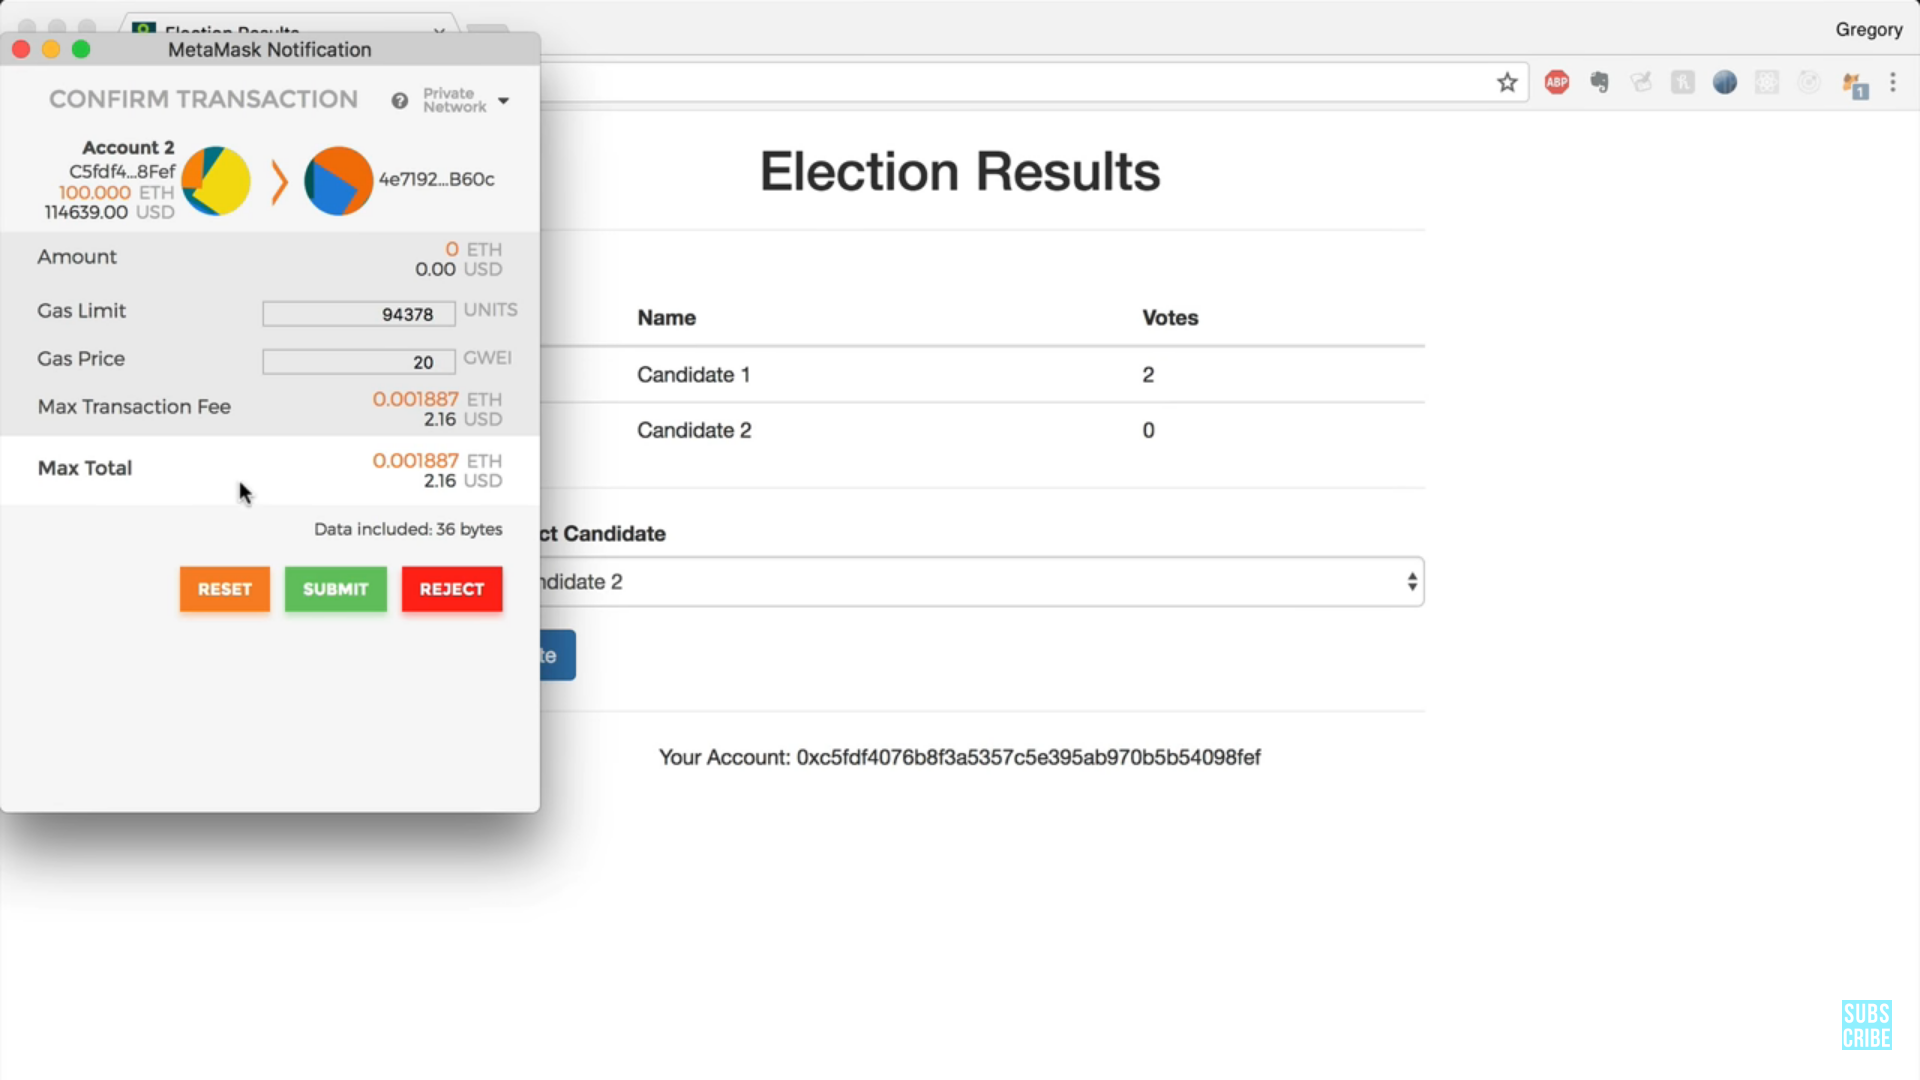 Election Results
Gregory
MetaMask Notification
CONFIRM TRANSACTION
? Private Network
Account 2
C5fdf4...8Fef
100.000 ETH
114639.00 USD
4e7192...B60c
Amount
0 ETH
0.00 USD
Gas Limit
94378 UNITS
Gas Price
20 GWEI
Max Transaction Fee
0.001887 ETH
2.16 USD
Max Total
0.001887 ETH
2.16 USD
Data included: 36 bytes
RESET SUBMIT REJECT
ABP
1
Election Results
Name Votes
Candidate 1 2
Candidate 2 0
ct Candidate
ndidate 2
te
Your Account: 0xc5fdf4076b8f3a5357c5e395ab970b5b54098fef
SUBS
CRIBE